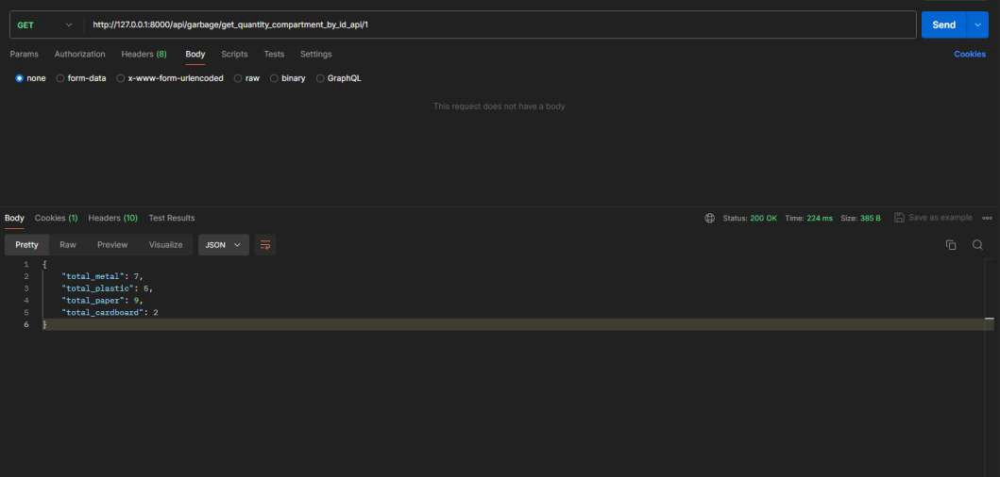 GET http://127.0.0.1:8000/api/garbage/get_quantity_compartment_by_id_api/1 Send
Params Authorization Headers (8) Body Scripts Tests Settings Cookies
none form-data x-www-form-urlencoded raw binary GraphQL
This request does not have a body
Body Cookies (1) Headers (10) Test Results Status: 200 OK Time: 224 ms Size: 385 B Save as example
Pretty Raw Preview Visualize JSON
1 {
2 "total_metal": 7,
3 "total_plastic": 5,
4 "total_paper": 9,
5 "total_cardboard": 2
6 }